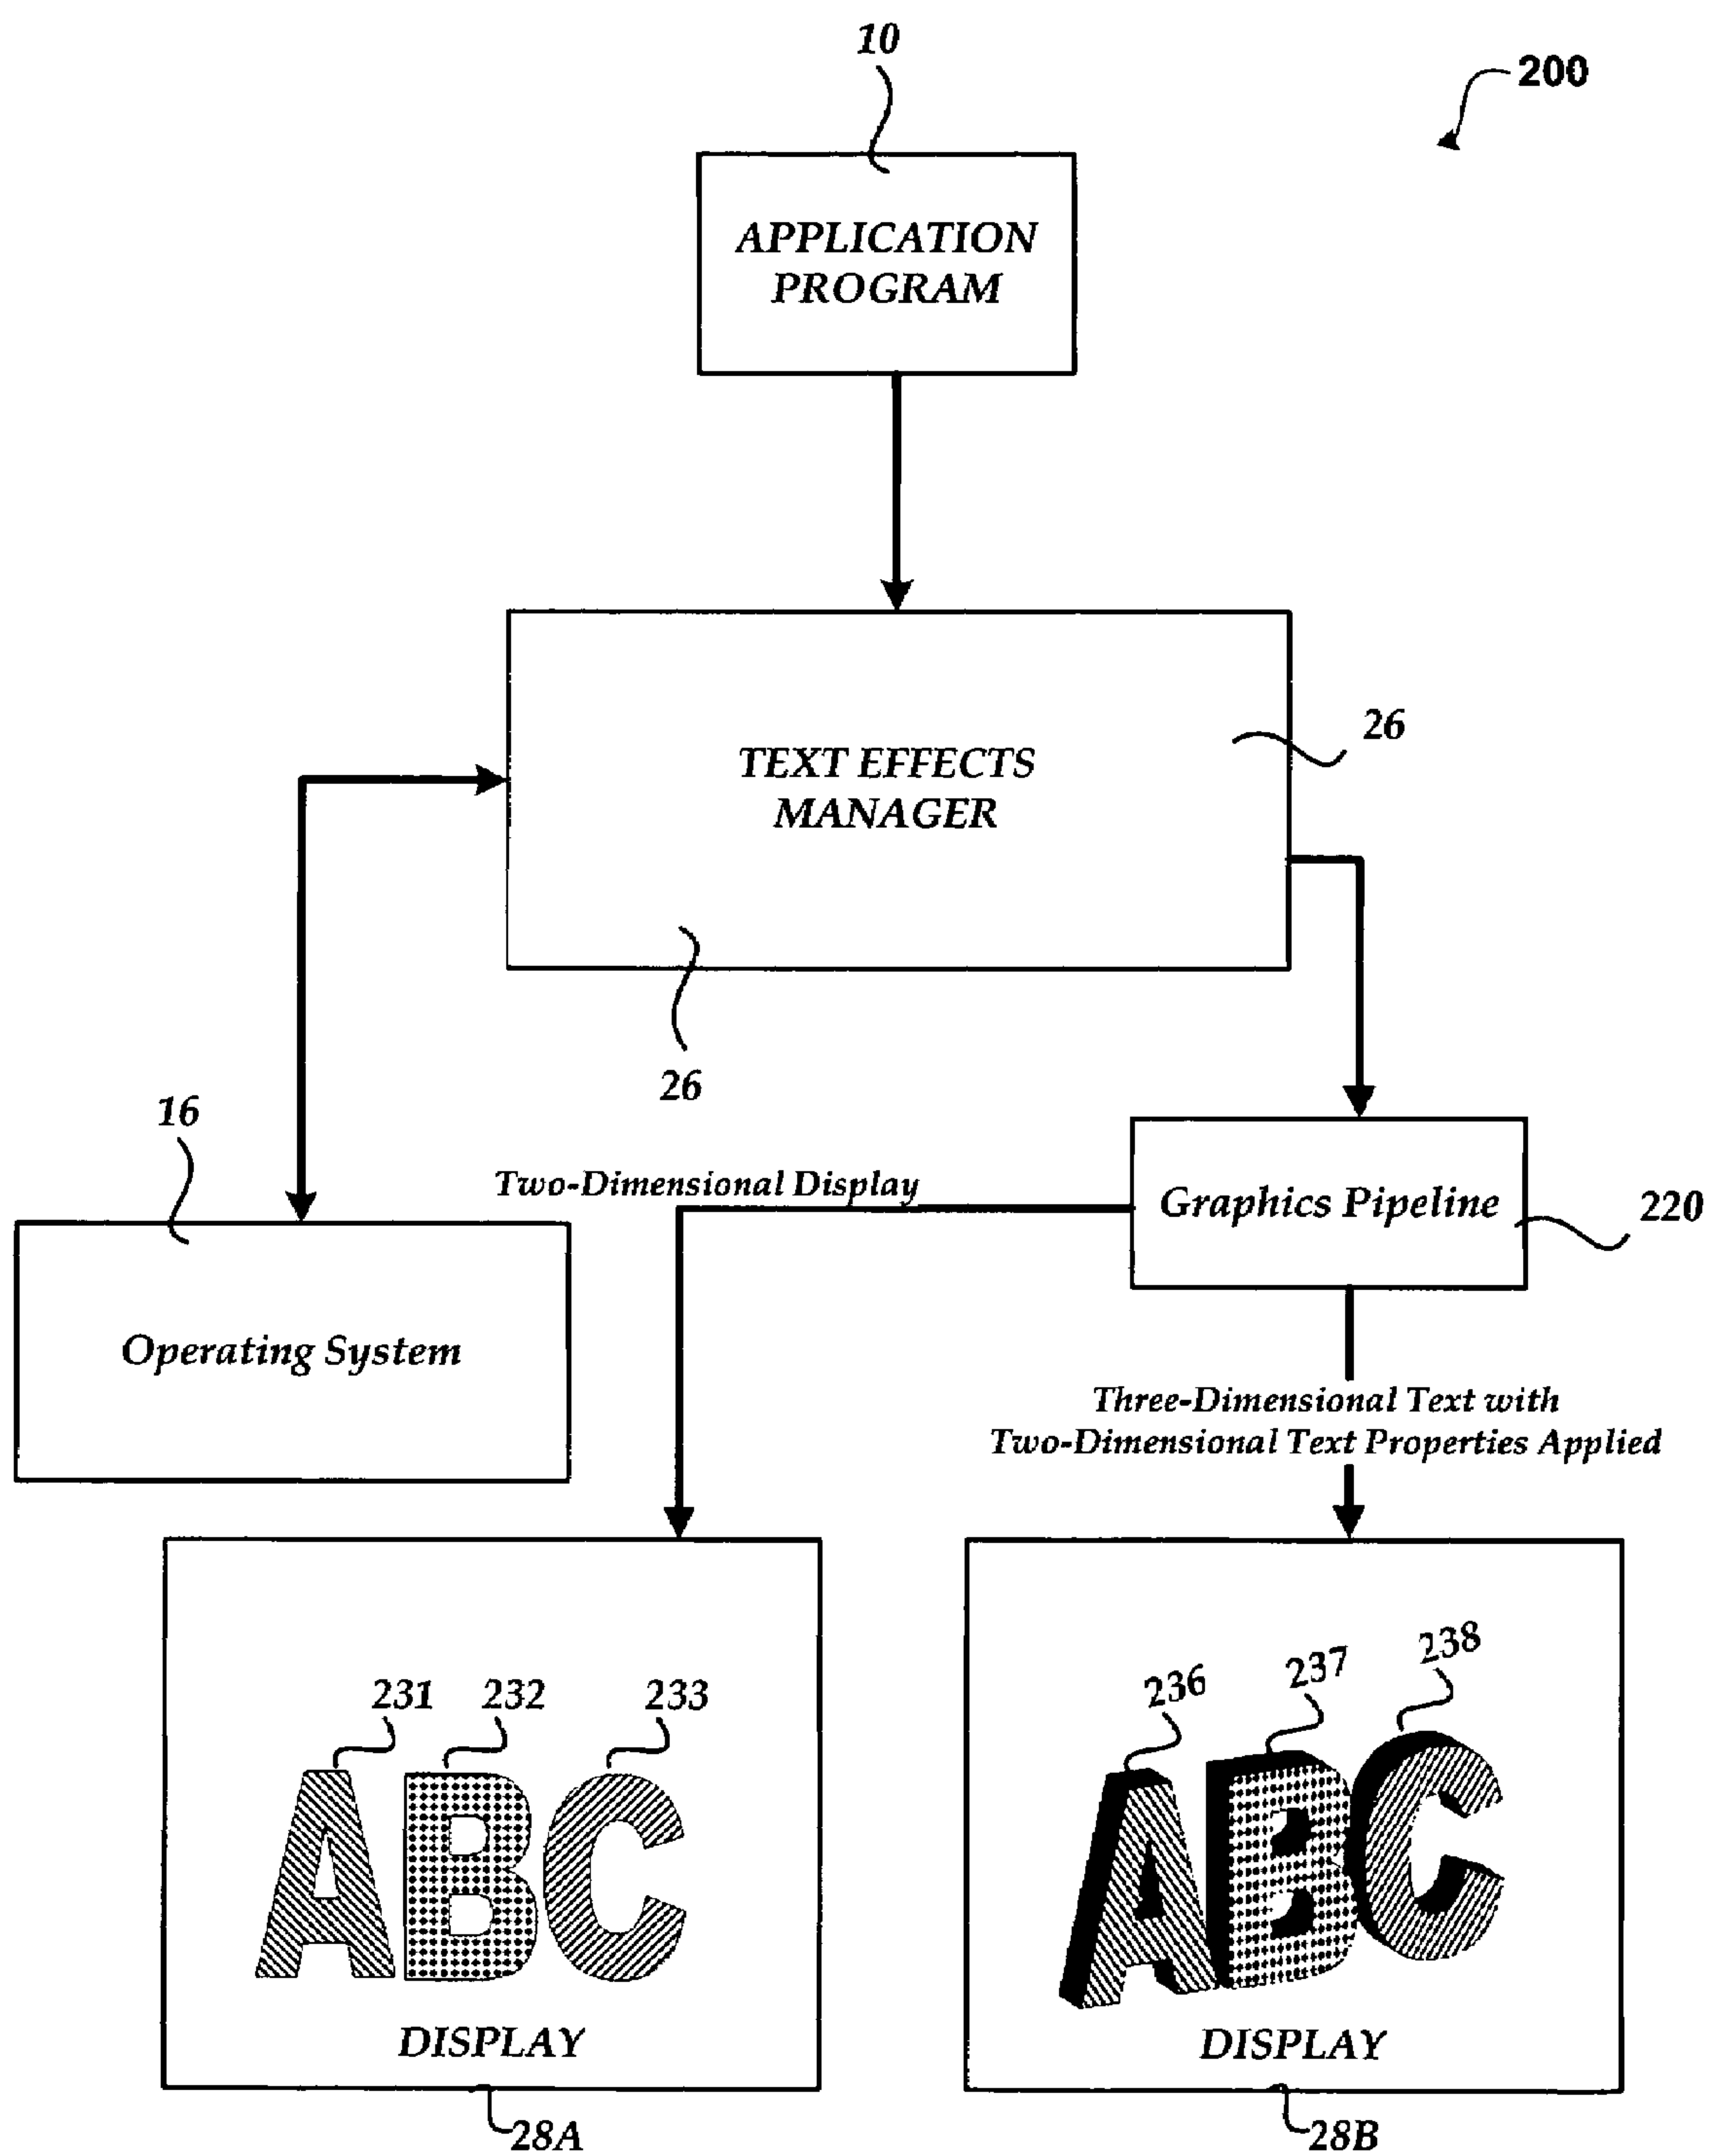 10
200
APPLICATION
PROGRAM
26
TEXT EFFECTS
MANAGER
26
16
Two-Dimensional Display
Graphics Pipeline
220
Operating System
Three-Dimensional Text with
Two-Dimensional Text Properties Applied
231 232 233
236 237 238
ABC
ABC
DISPLAY
DISPLAY
28A
28B